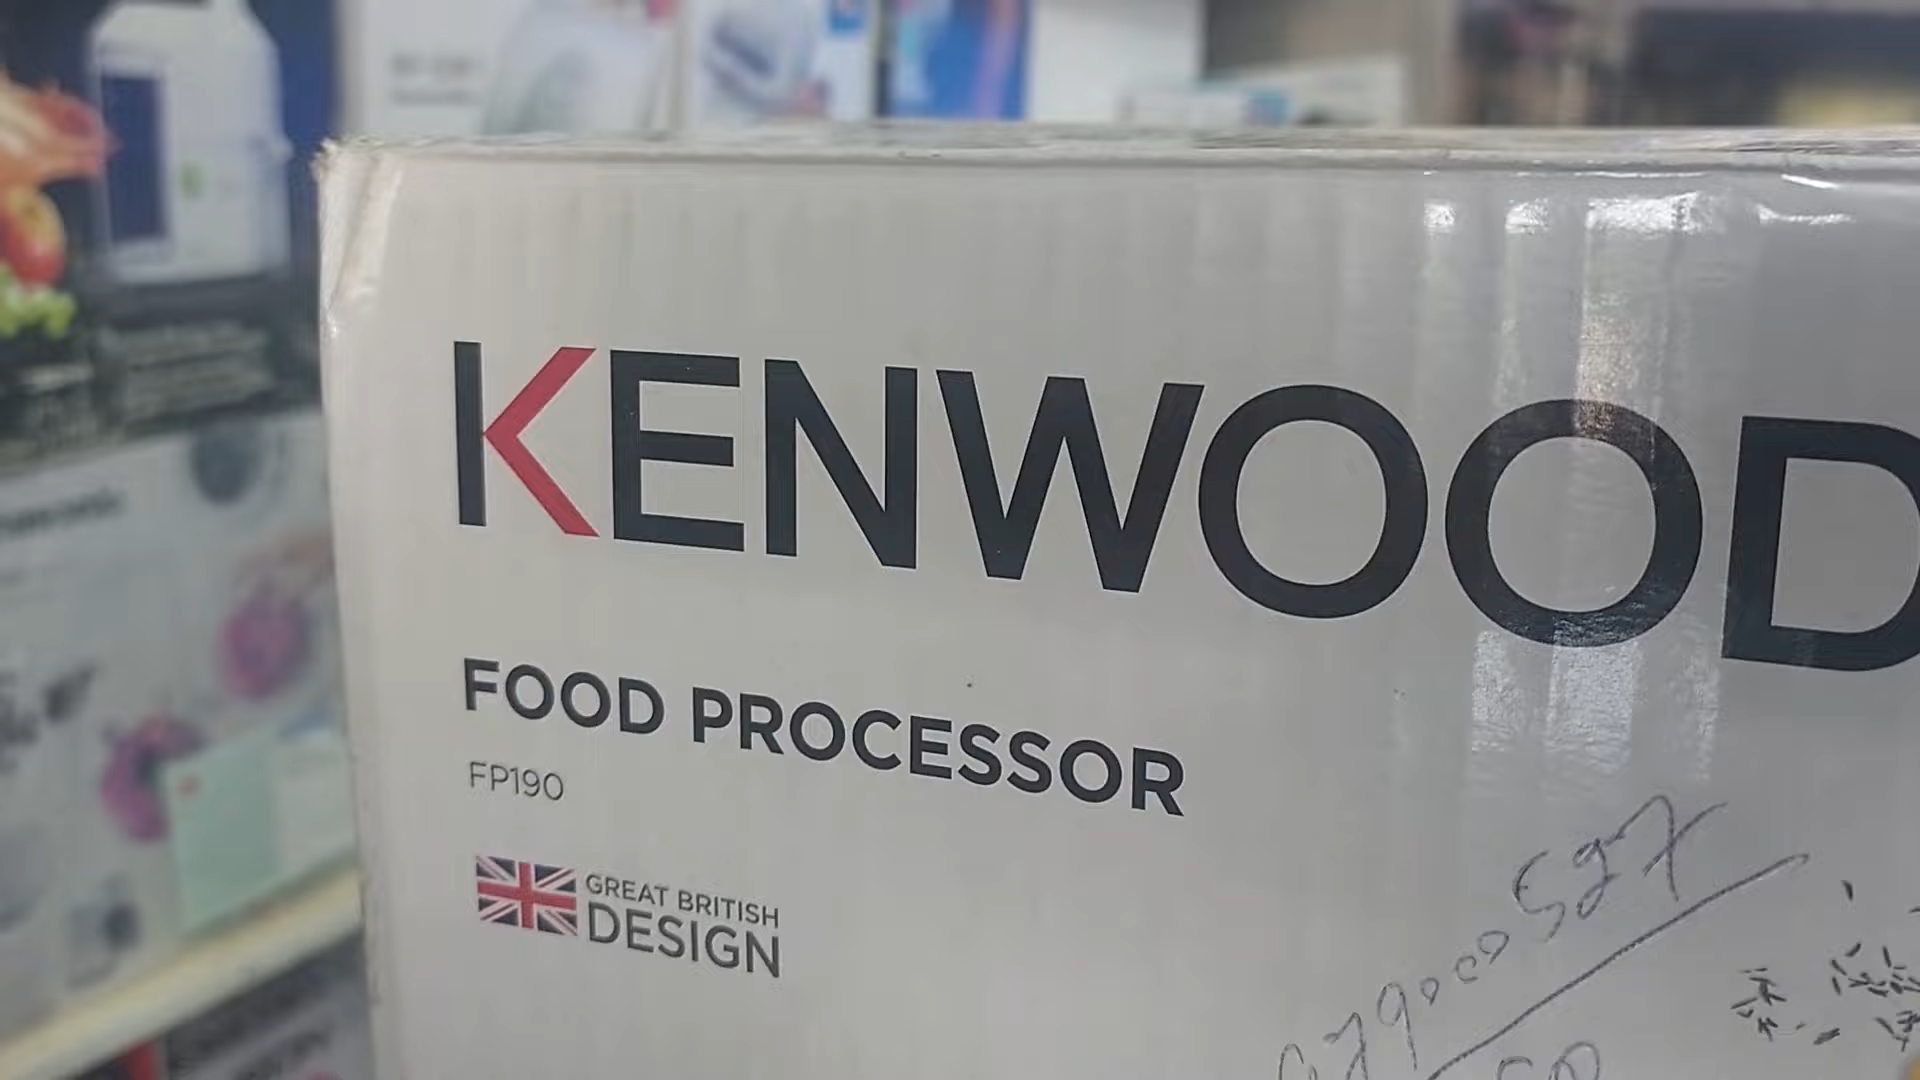 KENWOOD
FOOD PROCESSOR
FP190
GREAT BRITISH
DESIGN